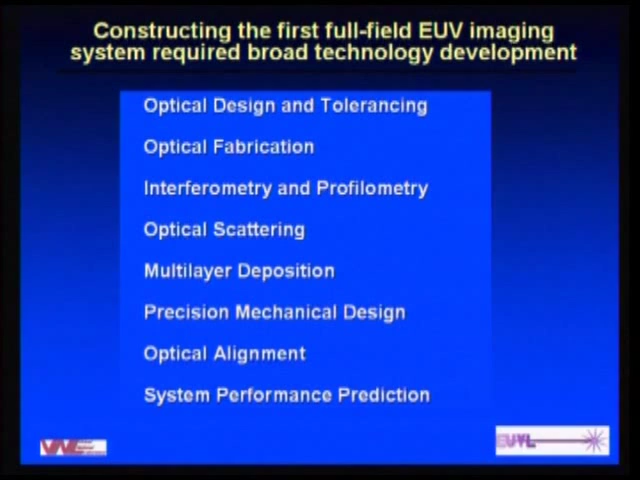 Constructing the first full-field EUV imaging
system required broad technology development
Optical Design and Tolerancing
Optical Fabrication
Interferometry and Profilometry
Optical Scattering
Multilayer Deposition
Precision Mechanical Design
Optical Alignment
System Performance Prediction
EUVL